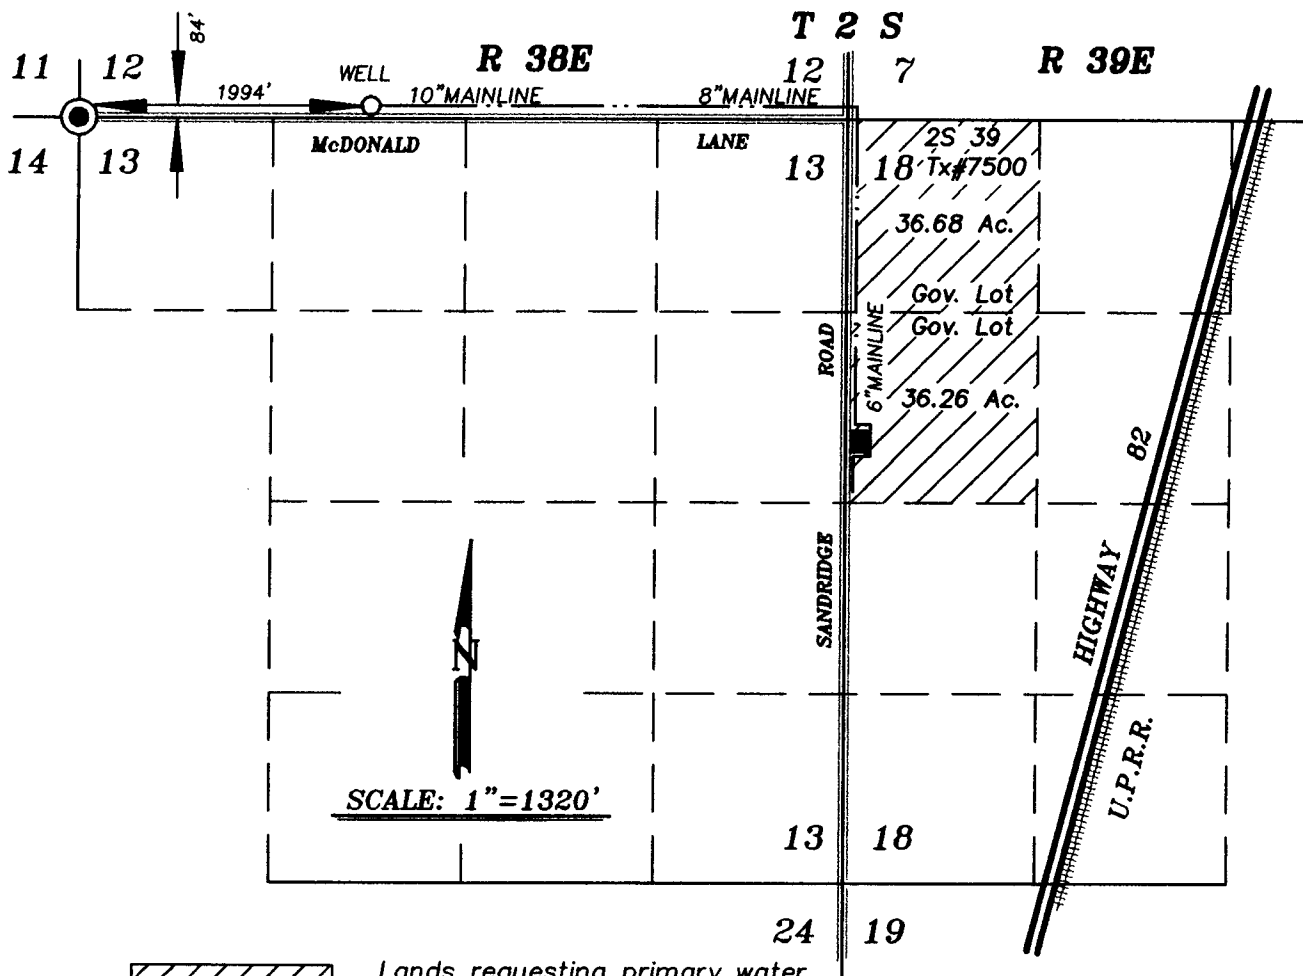 T 2 S
R 38E
R 39E
11
12
84'
WELL
12
7
1994'
10"MAINLINE
8"MAINLINE
14
13
McDONALD
LANE
13
18
2S 39
Tx#7500
36.68 Ac.
Gov. Lot
Gov. Lot
6"MAINLINE
ROAD
36.26 Ac.
82
SANDRIDGE
HIGHWAY
N
U.P.R.R.
SCALE: 1"=1320'
13
18
24
19
Lands requesting primary water